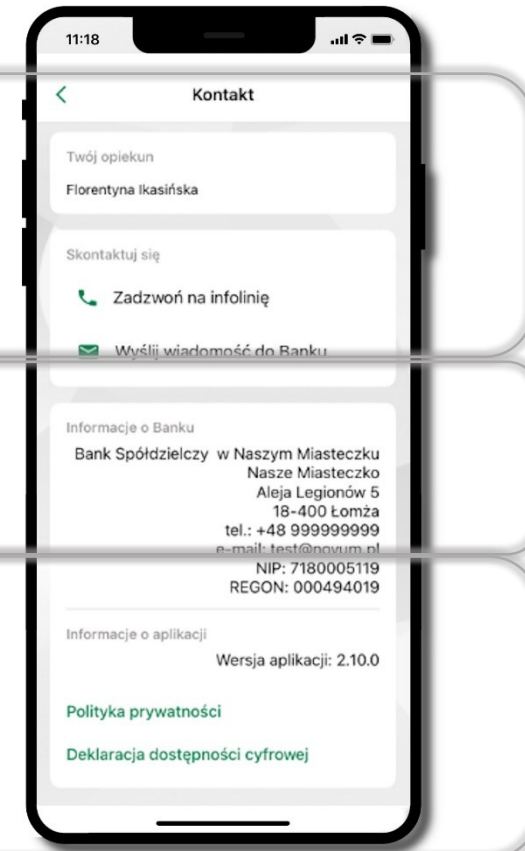 11:18
Kontakt
Twój opiekun
Florentyna Ikasińska
Skontaktuj się
Zadzwoń na infolinię
Wyślij wiadomość do Banku
Informacje o Banku
Bank Spółdzielczy w Naszym Miasteczku
Nasze Miasteczko
Aleja Legionów 5
18-400 Łomża
tel.: +48 999999999
e-mail: test@novum.pl
NIP: 7180005119
REGON: 000494019
Informacje o aplikacji
Wersja aplikacji: 2.10.0
Polityka prywatności
Deklaracja dostępności cyfrowej